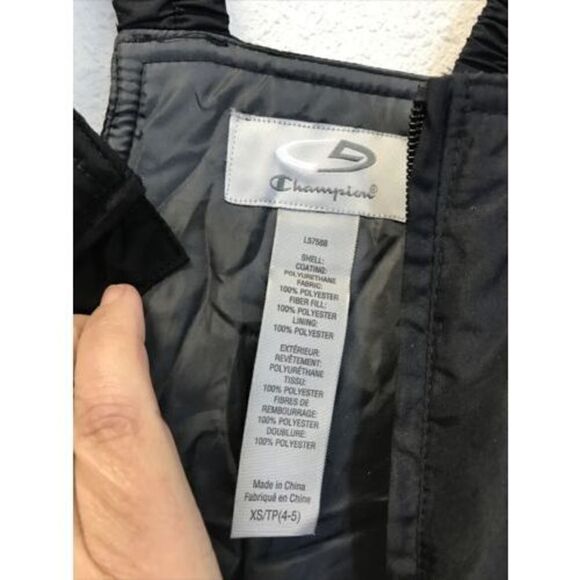 Champion®
L5758B
SHELL:
COATING:
POLYURETHANE
FABRIC:
100% POLYESTER
FIBER FILL:
100% POLYESTER
LINING:
100% POLYESTER
EXTÉRIEUR:
REVÊTEMENT:
POLYURÉTHANE
TISSU:
100% POLYESTER
FIBRES DE
REMBOURRAGE:
100% POLYESTER
DOUBLURE:
100% POLYESTER
Made in China
Fabriqué en Chine
XS/TP(4-5)